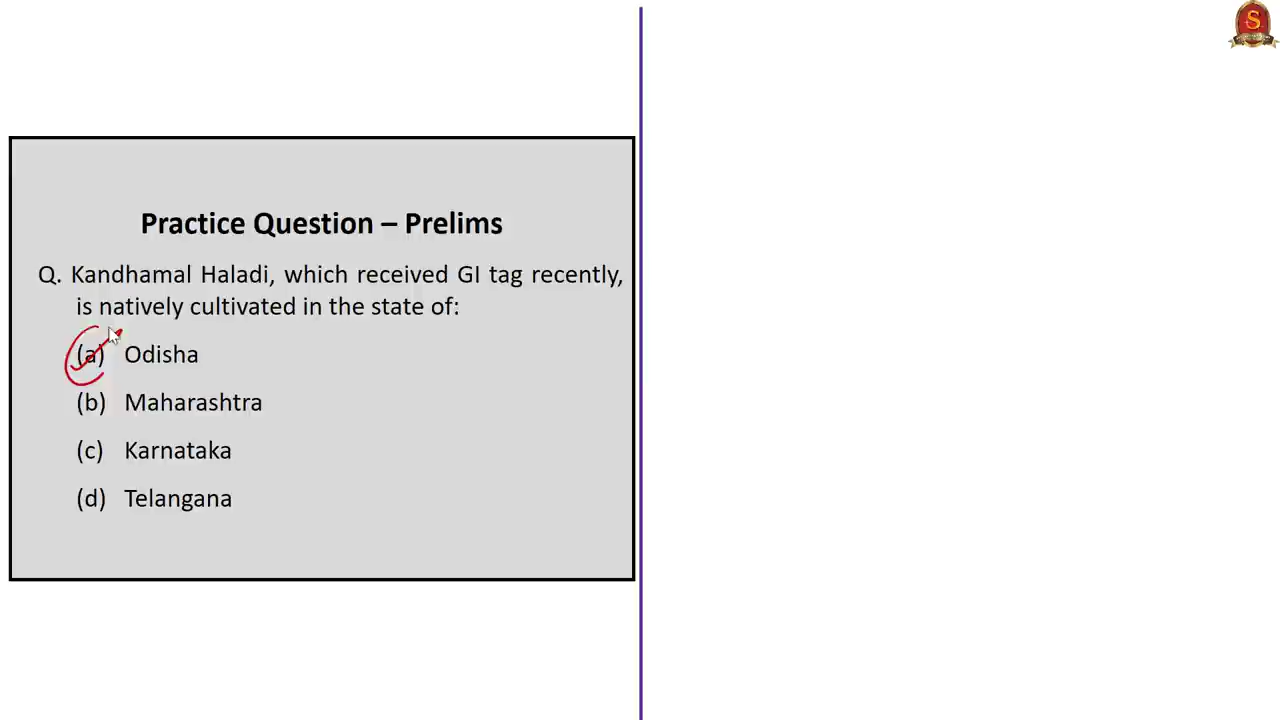 S
Practice Question – Prelims
Q. Kandhamal Haladi, which received GI tag recently,
is natively cultivated in the state of:
(a) Odisha
(b) Maharashtra
(c) Karnataka
(d) Telangana